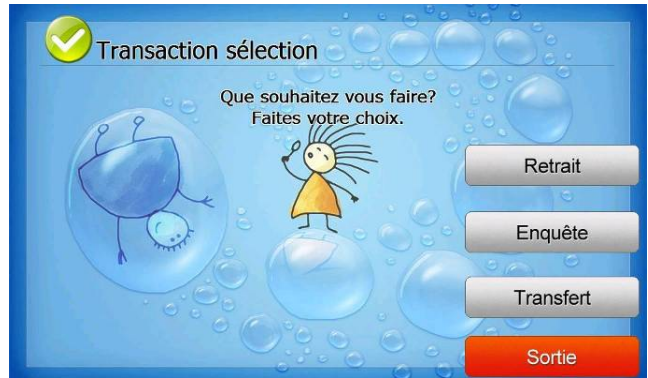 Transaction sélection
Que souhaitez vous faire?
Faites votre choix.
Retrait
Enquête
Transfert
Sortie